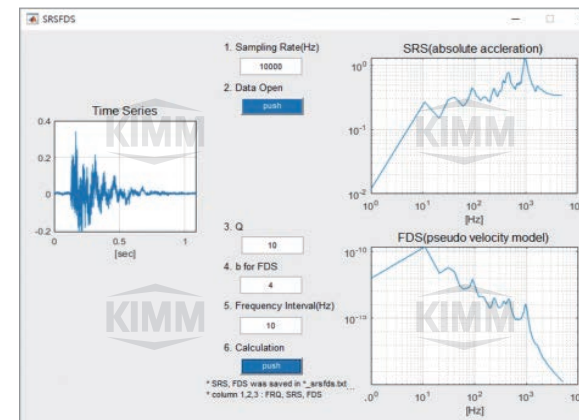 SRSFDS
1. Sampling Rate(Hz)
10000
2. Data Open
push
Time Series
0.4
0.2
0
-0.2
0
0.5
1
[sec]
3. Q
10
4. b for FDS
4
5. Frequency Interval(Hz)
10
6. Calculation
push
* SRS, FDS was saved in *_srsfds.txt...
* column 1,2,3 : FRQ, SRS, FDS
SRS(absolute accleration)
10^0
10^-1
10^-2
10^0
10^1
10^2
10^3
[Hz]
FDS(pseudo velocity model)
10^-10
10^-15
10^0
10^1
10^2
10^3
[Hz]
KIMM
KIMM
KIMM
KIMM